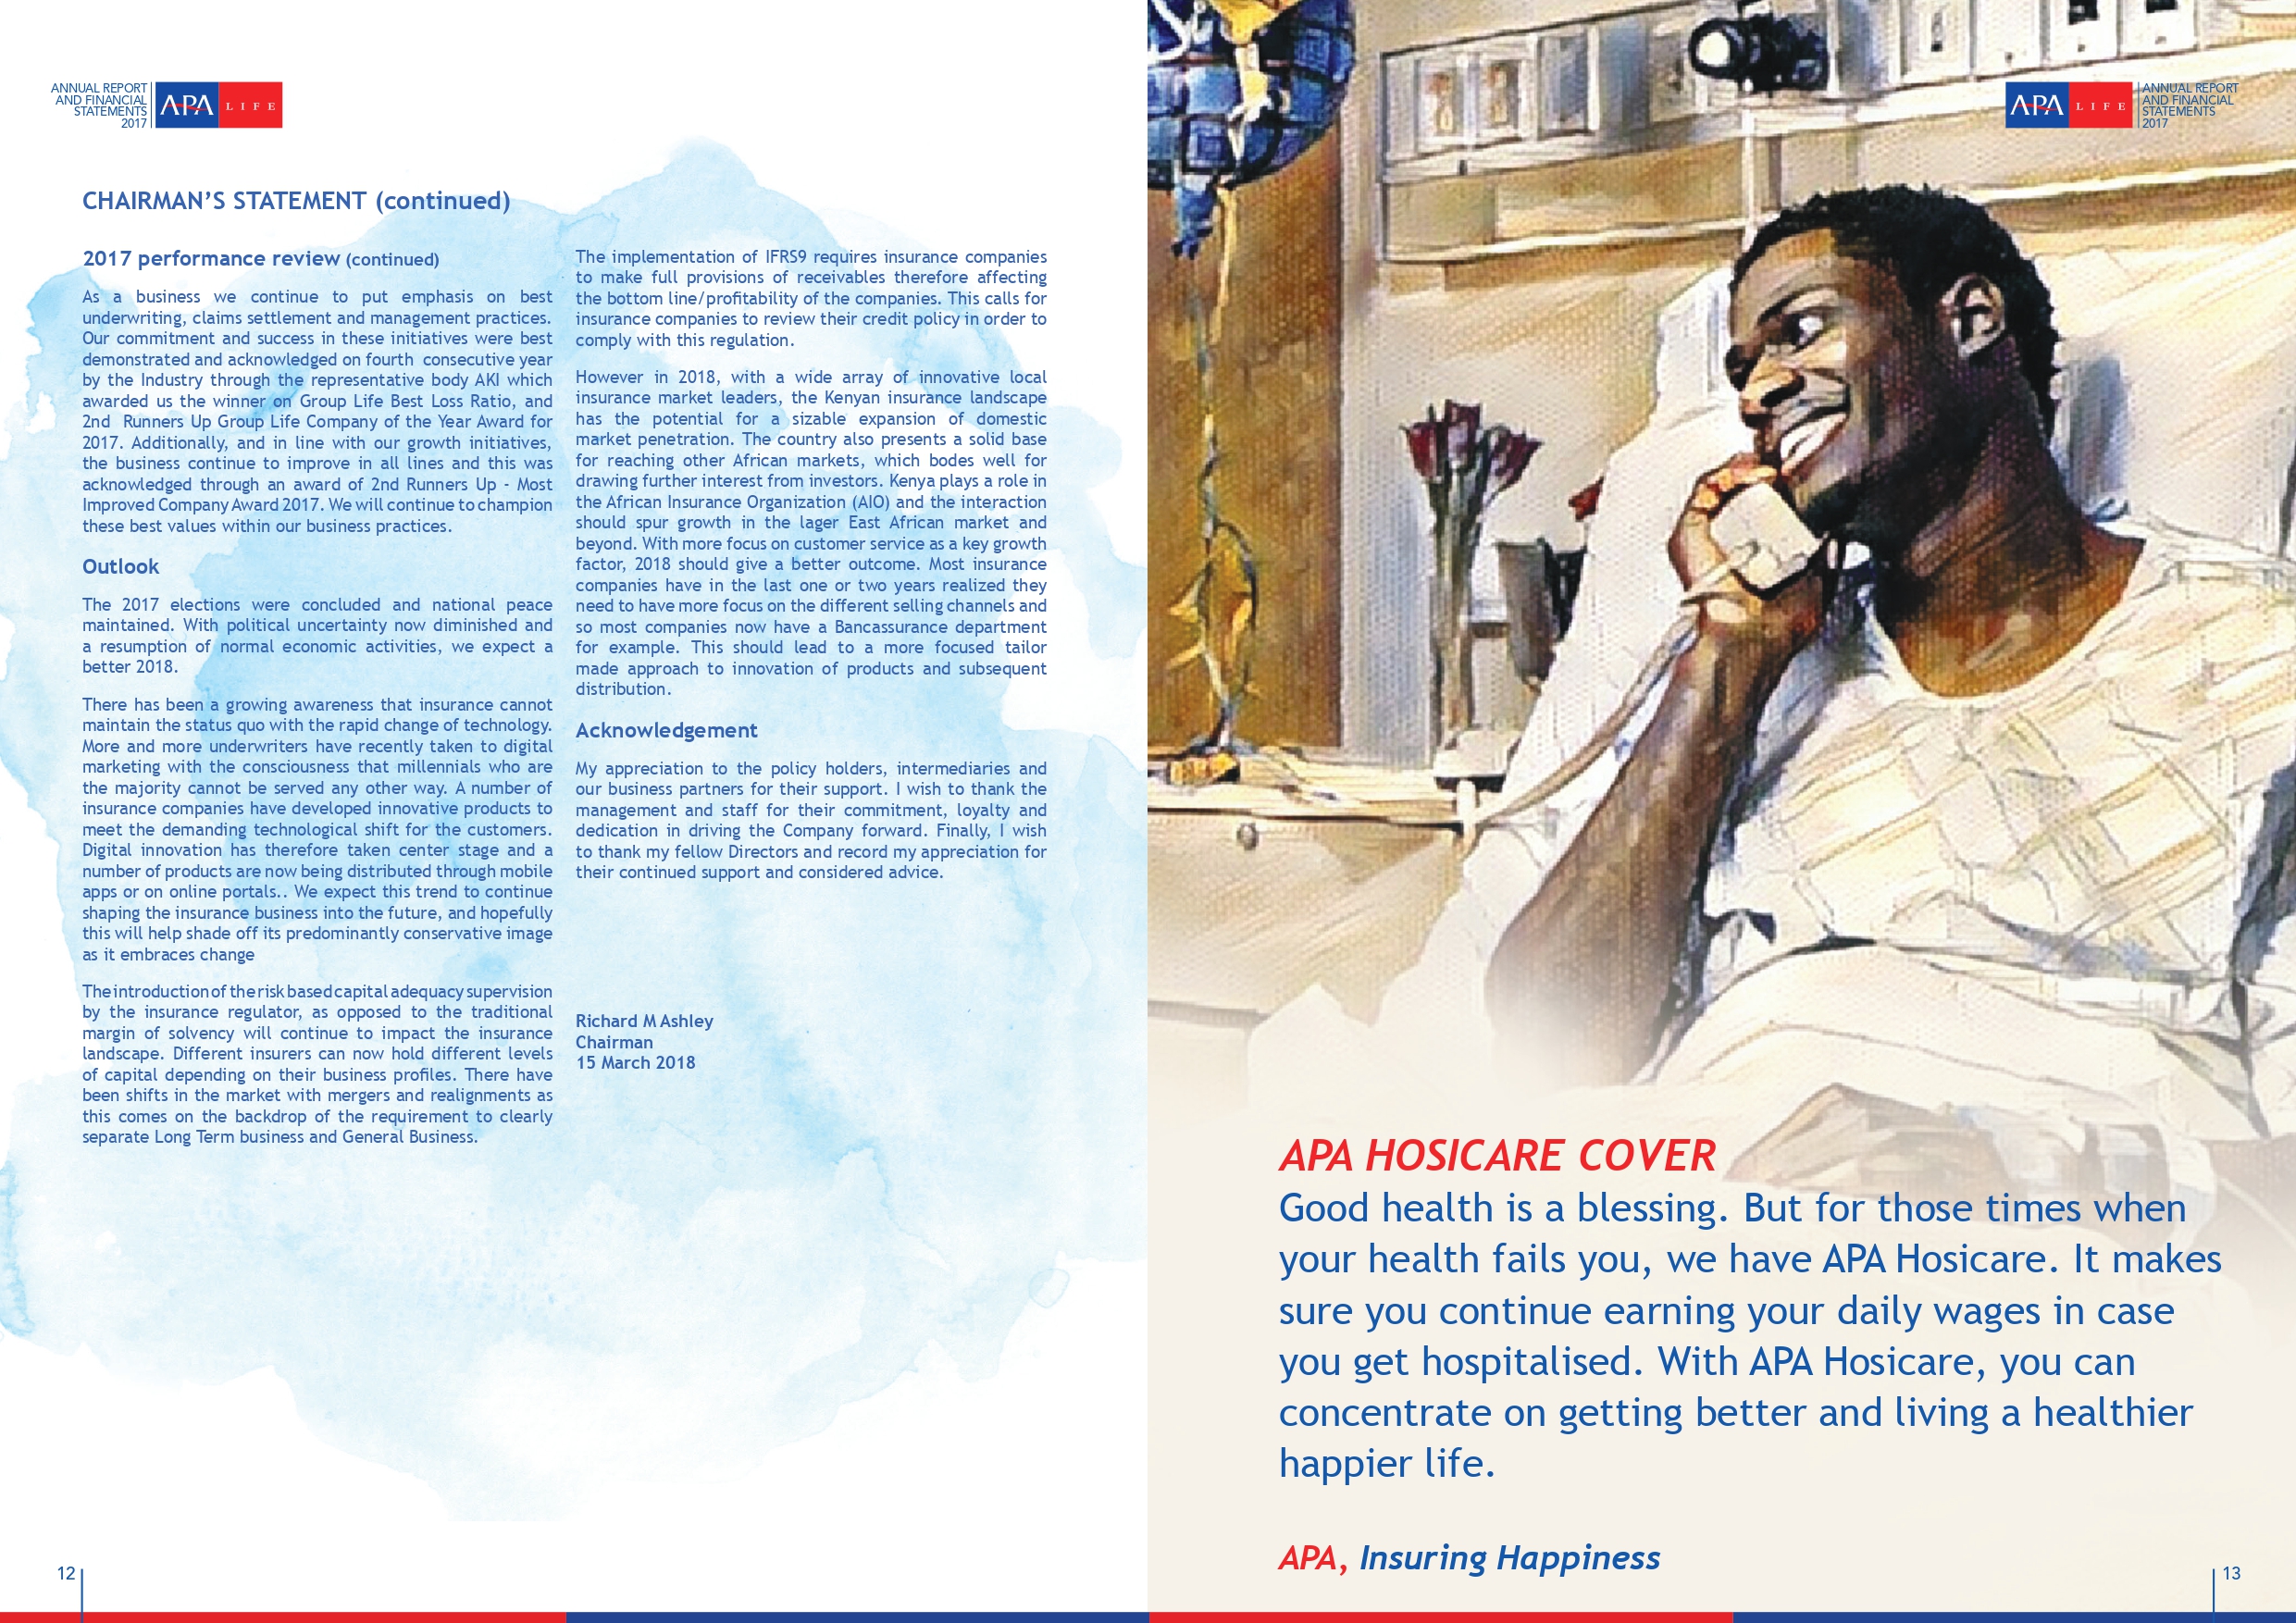 ANNUAL REPORT
AND FINANCIAL
STATEMENTS
2017
APA LIFE
CHAIRMAN’S STATEMENT (continued)
2017 performance review (continued)
As a business we continue to put emphasis on best
underwriting, claims settlement and management practices.
Our commitment and success in these initiatives were best
demonstrated and acknowledged on fourth consecutive year
by the Industry through the representative body AKI which
awarded us the winner on Group Life Best Loss Ratio, and
2nd Runners Up Group Life Company of the Year Award for
2017. Additionally, and in line with our growth initiatives,
the business continue to improve in all lines and this was
acknowledged through an award of 2nd Runners Up - Most
Improved Company Award 2017. We will continue to champion
these best values within our business practices.
Outlook
The 2017 elections were concluded and national peace
maintained. With political uncertainty now diminished and
a resumption of normal economic activities, we expect a
better 2018.
There has been a growing awareness that insurance cannot
maintain the status quo with the rapid change of technology.
More and more underwriters have recently taken to digital
marketing with the consciousness that millennials who are
the majority cannot be served any other way. A number of
insurance companies have developed innovative products to
meet the demanding technological shift for the customers.
Digital innovation has therefore taken center stage and a
number of products are now being distributed through mobile
apps or on online portals.. We expect this trend to continue
shaping the insurance business into the future, and hopefully
this will help shade off its predominantly conservative image
as it embraces change
The introduction of the risk based capital adequacy supervision
by the insurance regulator, as opposed to the traditional
margin of solvency will continue to impact the insurance
landscape. Different insurers can now hold different levels
of capital depending on their business profiles. There have
been shifts in the market with mergers and realignments as
this comes on the backdrop of the requirement to clearly
separate Long Term business and General Business.
The implementation of IFRS9 requires insurance companies
to make full provisions of receivables therefore affecting
the bottom line/profitability of the companies. This calls for
insurance companies to review their credit policy in order to
comply with this regulation.
However in 2018, with a wide array of innovative local
insurance market leaders, the Kenyan insurance landscape
has the potential for a sizable expansion of domestic
market penetration. The country also presents a solid base
for reaching other African markets, which bodes well for
drawing further interest from investors. Kenya plays a role in
the African Insurance Organization (AIO) and the interaction
should spur growth in the lager East African market and
beyond. With more focus on customer service as a key growth
factor, 2018 should give a better outcome. Most insurance
companies have in the last one or two years realized they
need to have more focus on the different selling channels and
so most companies now have a Bancassurance department
for example. This should lead to a more focused tailor
made approach to innovation of products and subsequent
distribution.
Acknowledgement
My appreciation to the policy holders, intermediaries and
our business partners for their support. I wish to thank the
management and staff for their commitment, loyalty and
dedication in driving the Company forward. Finally, I wish
to thank my fellow Directors and record my appreciation for
their continued support and considered advice.
Richard M Ashley
Chairman
15 March 2018
12
APA LIFE
ANNUAL REPORT
AND FINANCIAL
STATEMENTS
2017
APA HOSICARE COVER
Good health is a blessing. But for those times when
your health fails you, we have APA Hosicare. It makes
sure you continue earning your daily wages in case
you get hospitalised. With APA Hosicare, you can
concentrate on getting better and living a healthier
happier life.
APA, Insuring Happiness
13